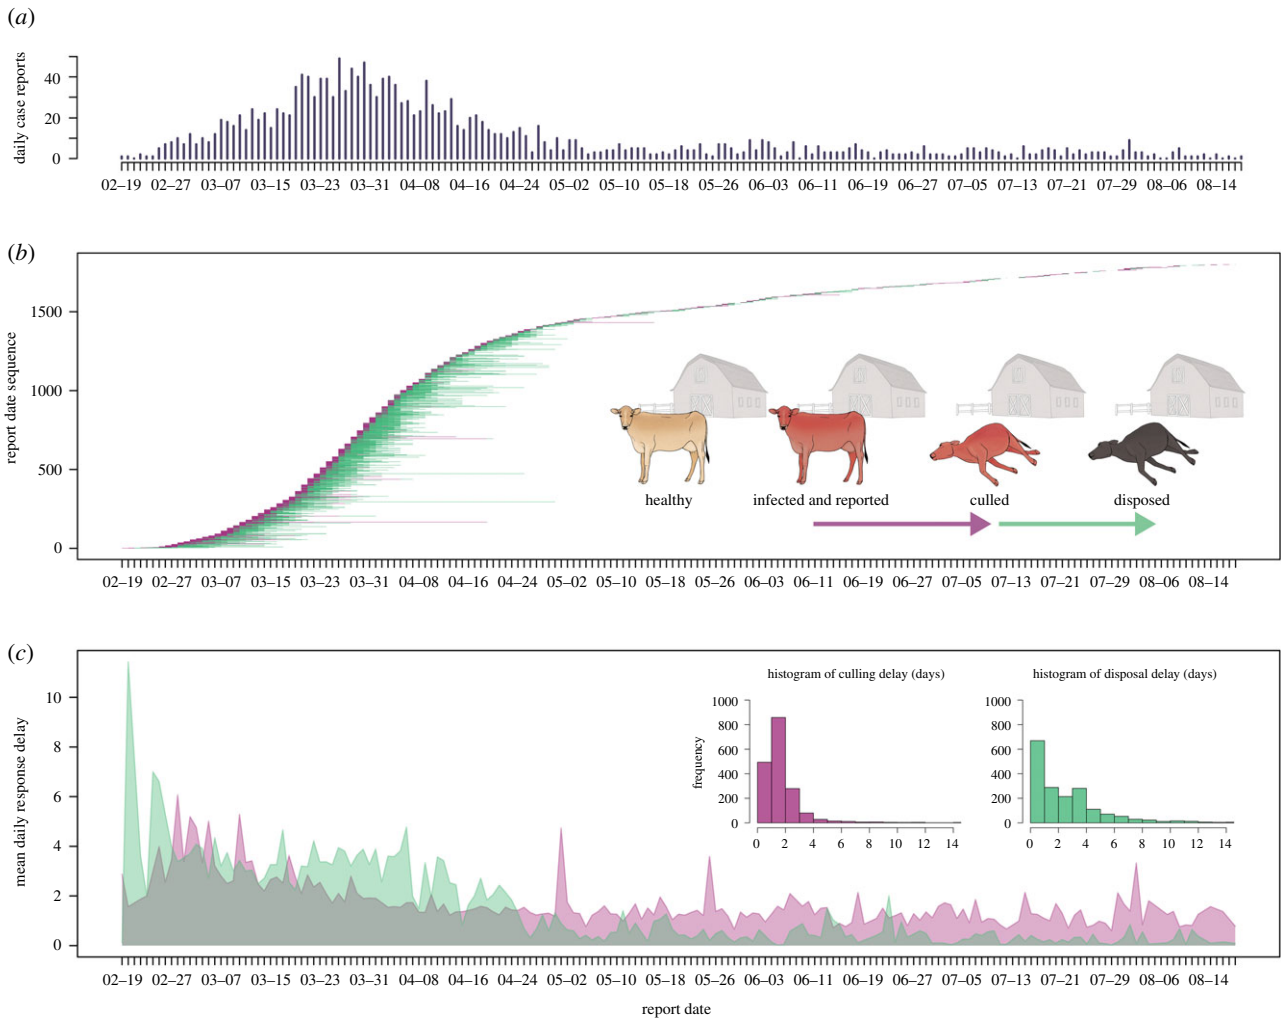 (a)
daily case reports
40
20
0
02–19 02–27 03–07 03–15 03–23 03–31 04–08 04–16 04–24 05–02 05–10 05–18 05–26 06–03 06–11 06–19 06–27 07–05 07–13 07–21 07–29 08–06 08–14
(b)
report date sequence
1500
1000
500
0
healthy infected and reported culled disposed
02–19 02–27 03–07 03–15 03–23 03–31 04–08 04–16 04–24 05–02 05–10 05–18 05–26 06–03 06–11 06–19 06–27 07–05 07–13 07–21 07–29 08–06 08–14
(c)
mean daily response delay
10
8
6
4
2
0
histogram of culling delay (days)
frequency
1000
800
600
400
200
0
0 2 4 6 8 10 12 14
histogram of disposal delay (days)
1000
800
600
400
200
0
0 2 4 6 8 10 12 14
02–19 02–27 03–07 03–15 03–23 03–31 04–08 04–16 04–24 05–02 05–10 05–18 05–26 06–03 06–11 06–19 06–27 07–05 07–13 07–21 07–29 08–06 08–14
report date